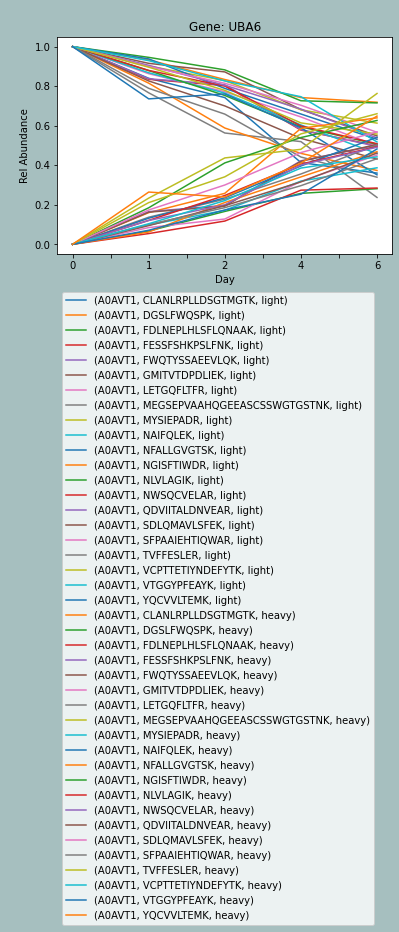 Gene: UBA6
1.0
0.8
0.6
0.4
0.2
0.0
Rel Abundance
0
1
2
4
6
Day
(A0AVT1, CLANLRPLLDSGTMGTK, light)
(A0AVT1, DGSLFWQSPK, light)
(A0AVT1, FDLNEPLHLSFLQNAAK, light)
(A0AVT1, FESSFSHKPSLFNK, light)
(A0AVT1, FWQTYSSAEEVLQK, light)
(A0AVT1, GMITVTDPDLIEK, light)
(A0AVT1, LETGQFLTFR, light)
(A0AVT1, MEGSEPVAAHQGEEASCSSWGTGSTNK, light)
(A0AVT1, MYSIEPADR, light)
(A0AVT1, NAIFQLEK, light)
(A0AVT1, NFALLGVGTSK, light)
(A0AVT1, NGISFTIWDR, light)
(A0AVT1, NLVLAGIK, light)
(A0AVT1, NWSQCVELAR, light)
(A0AVT1, QDVIITALDNVEAR, light)
(A0AVT1, SDLQMAVLSFEK, light)
(A0AVT1, SFPAAIEHTIQWAR, light)
(A0AVT1, TVFFESLER, light)
(A0AVT1, VCPTTETIYNDEFYTK, light)
(A0AVT1, VTGGYPFEAYK, light)
(A0AVT1, YQCVVLTEMK, light)
(A0AVT1, CLANLRPLLDSGTMGTK, heavy)
(A0AVT1, DGSLFWQSPK, heavy)
(A0AVT1, FDLNEPLHLSFLQNAAK, heavy)
(A0AVT1, FESSFSHKPSLFNK, heavy)
(A0AVT1, FWQTYSSAEEVLQK, heavy)
(A0AVT1, GMITVTDPDLIEK, heavy)
(A0AVT1, LETGQFLTFR, heavy)
(A0AVT1, MEGSEPVAAHQGEEASCSSWGTGSTNK, heavy)
(A0AVT1, MYSIEPADR, heavy)
(A0AVT1, NAIFQLEK, heavy)
(A0AVT1, NFALLGVGTSK, heavy)
(A0AVT1, NGISFTIWDR, heavy)
(A0AVT1, NLVLAGIK, heavy)
(A0AVT1, NWSQCVELAR, heavy)
(A0AVT1, QDVIITALDNVEAR, heavy)
(A0AVT1, SDLQMAVLSFEK, heavy)
(A0AVT1, SFPAAIEHTIQWAR, heavy)
(A0AVT1, TVFFESLER, heavy)
(A0AVT1, VCPTTETIYNDEFYTK, heavy)
(A0AVT1, VTGGYPFEAYK, heavy)
(A0AVT1, YQCVVLTEMK, heavy)